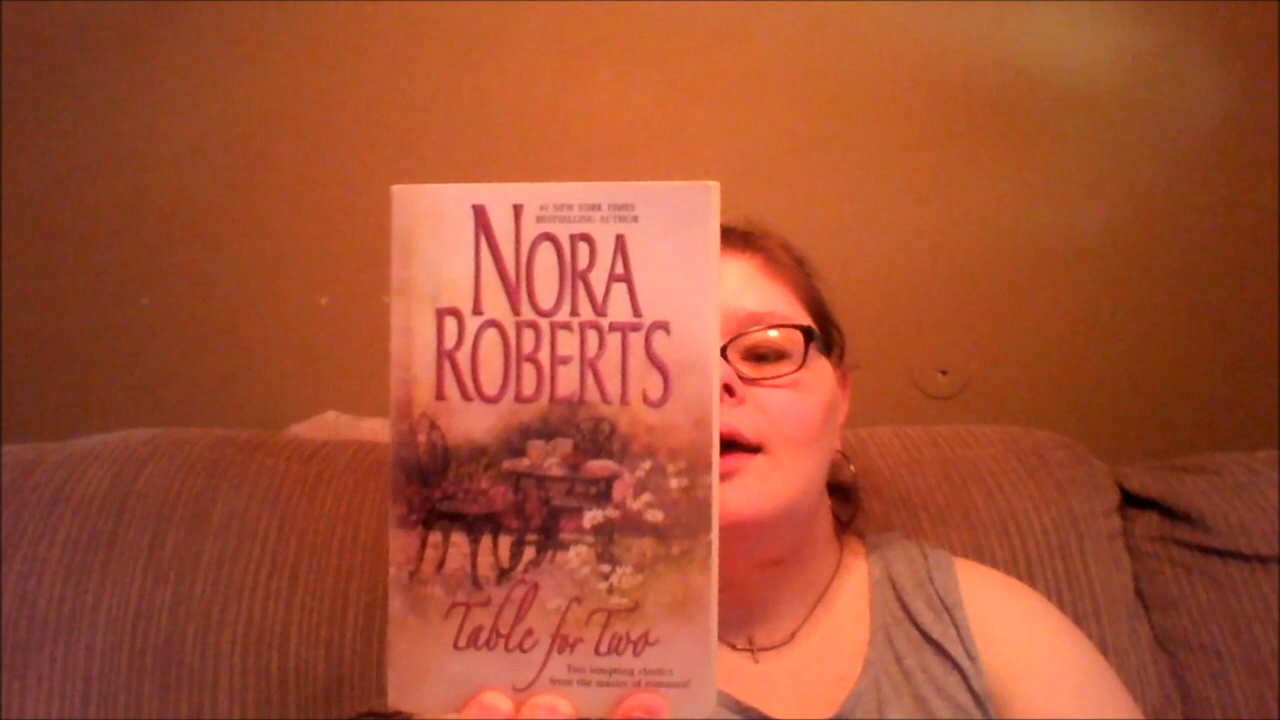 #1 NEW YORK TIMES
BESTSELLING AUTHOR
NORA
ROBERTS
Table for Two
Two tempting classics
from the master of romance!